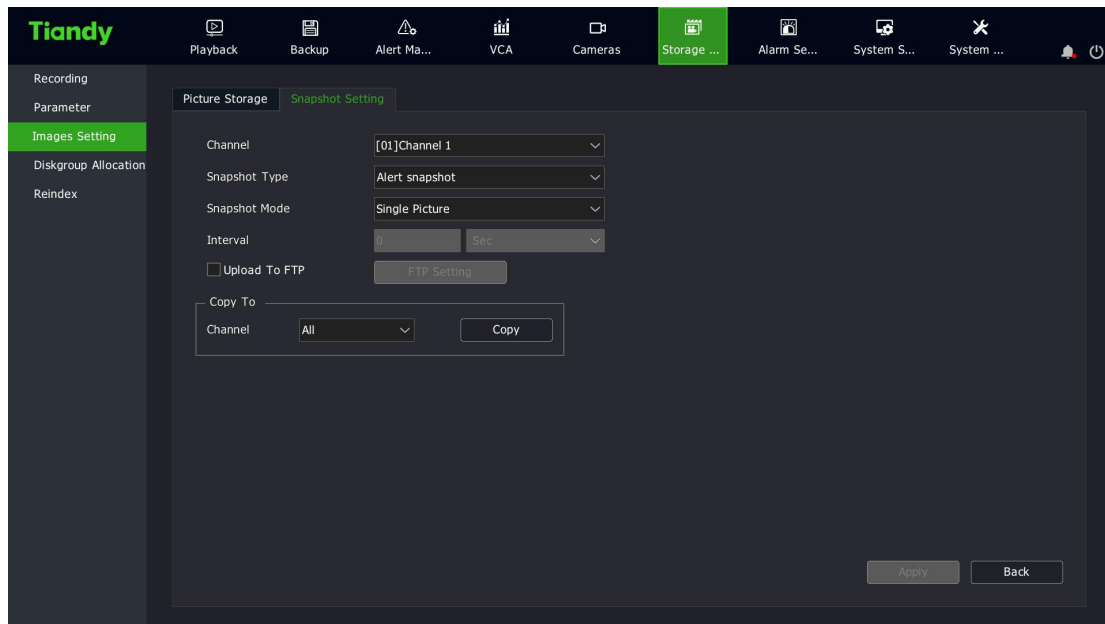 Tiandy
Playback Backup Alert Ma... VCA Cameras Storage ... Alarm Se... System S... System ...
Recording
Parameter
Images Setting
Diskgroup Allocation
Reindex
Picture Storage Snapshot Setting
Channel [01]Channel 1
Snapshot Type Alert snapshot
Snapshot Mode Single Picture
Interval 0 Sec
Upload To FTP FTP Setting
Copy To
Channel All Copy
Apply Back